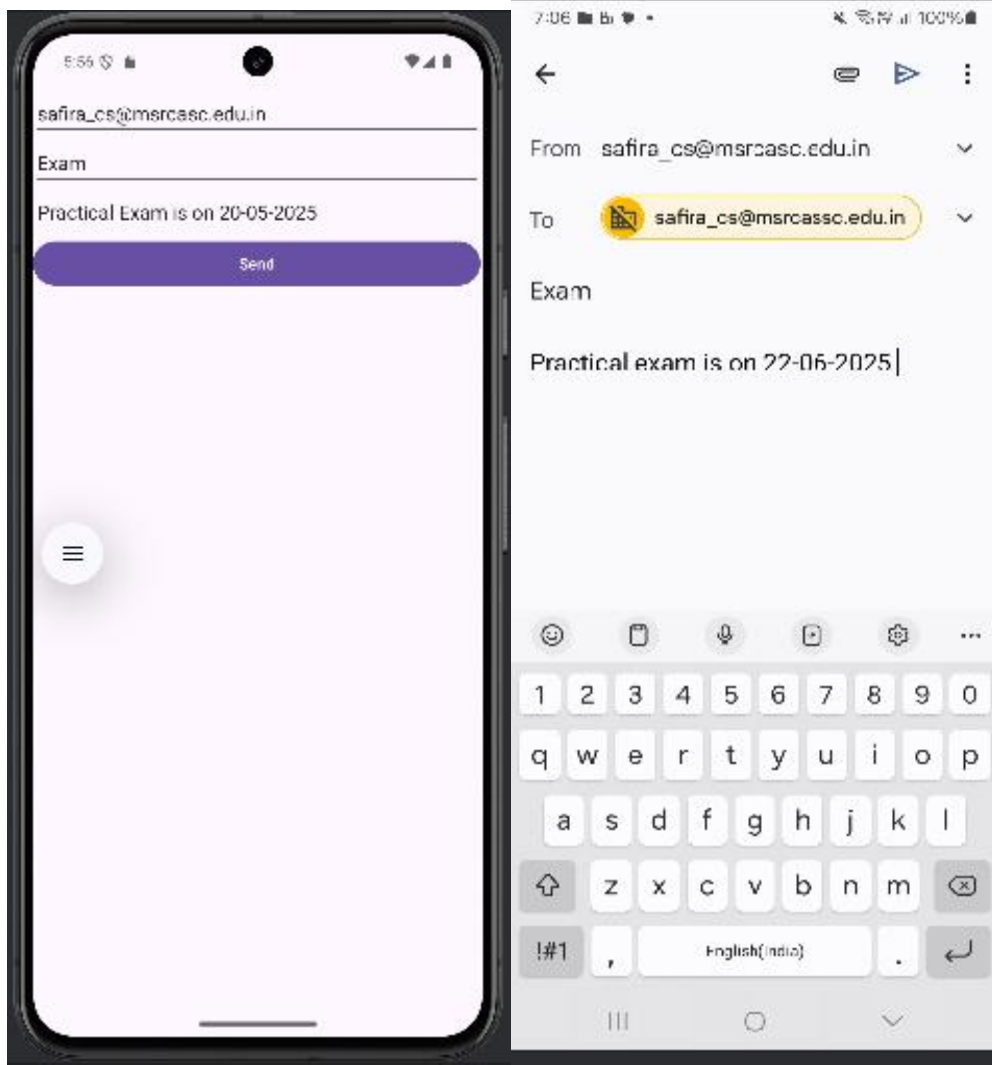 5:56
safira_cs@msrcasc.edu.in
Exam
Practical Exam is on 20-05-2025
Send
7:06
100%
From safira_cs@msrcasc.edu.in
To safira_cs@msrcassc.edu.in
Exam
Practical exam is on 22-06-2025
1 2 3 4 5 6 7 8 9 0
q w e r t y u i o p
a s d f g h j k l
z x c v b n m
!#1 , English(India) .